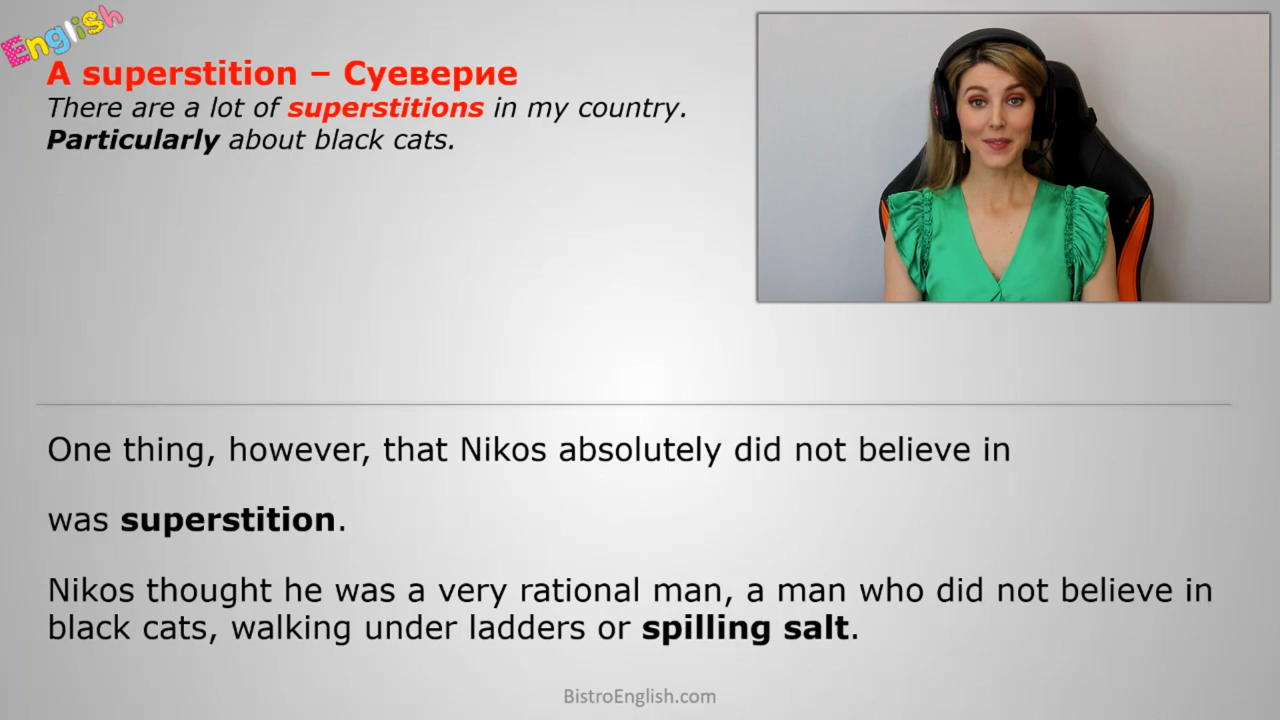 English
A superstition – Суеверие
There are a lot of superstitions in my country.
Particularly about black cats.
One thing, however, that Nikos absolutely did not believe in
was superstition.
Nikos thought he was a very rational man, a man who did not believe in
black cats, walking under ladders or spilling salt.
BistroEnglish.com